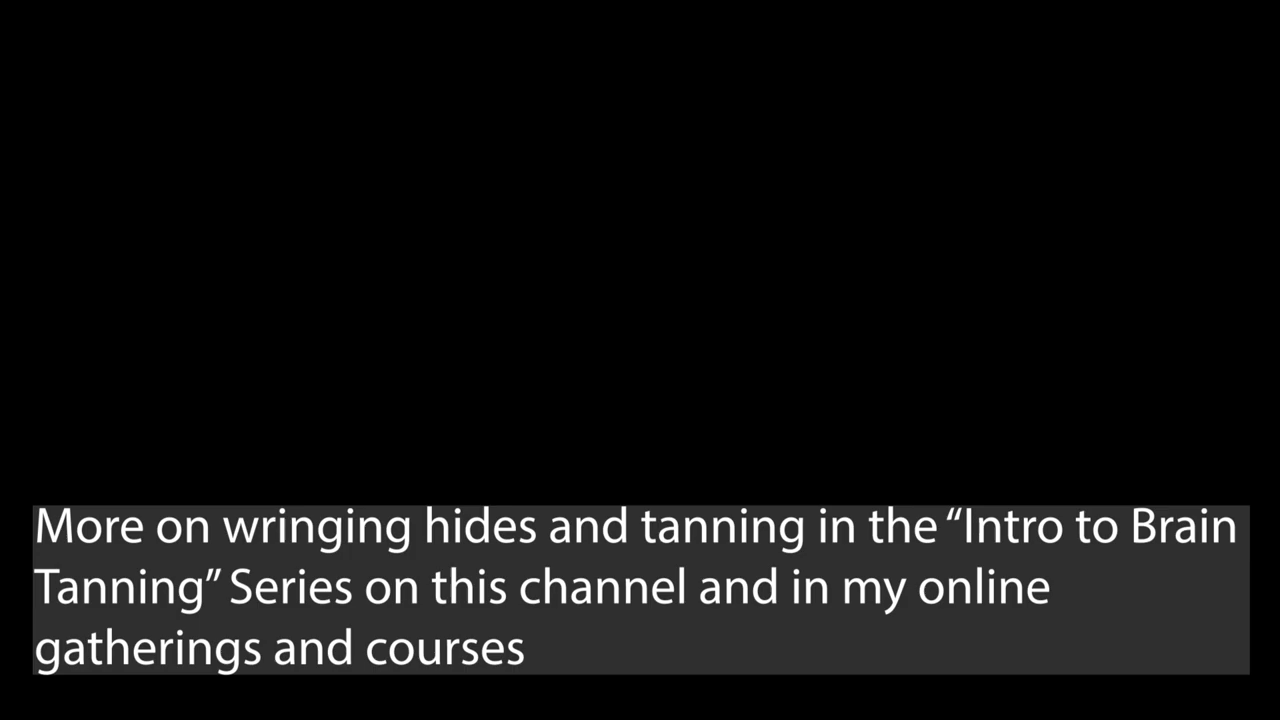 More on wringing hides and tanning in the “Intro to Brain
Tanning” Series on this channel and in my online
gatherings and courses